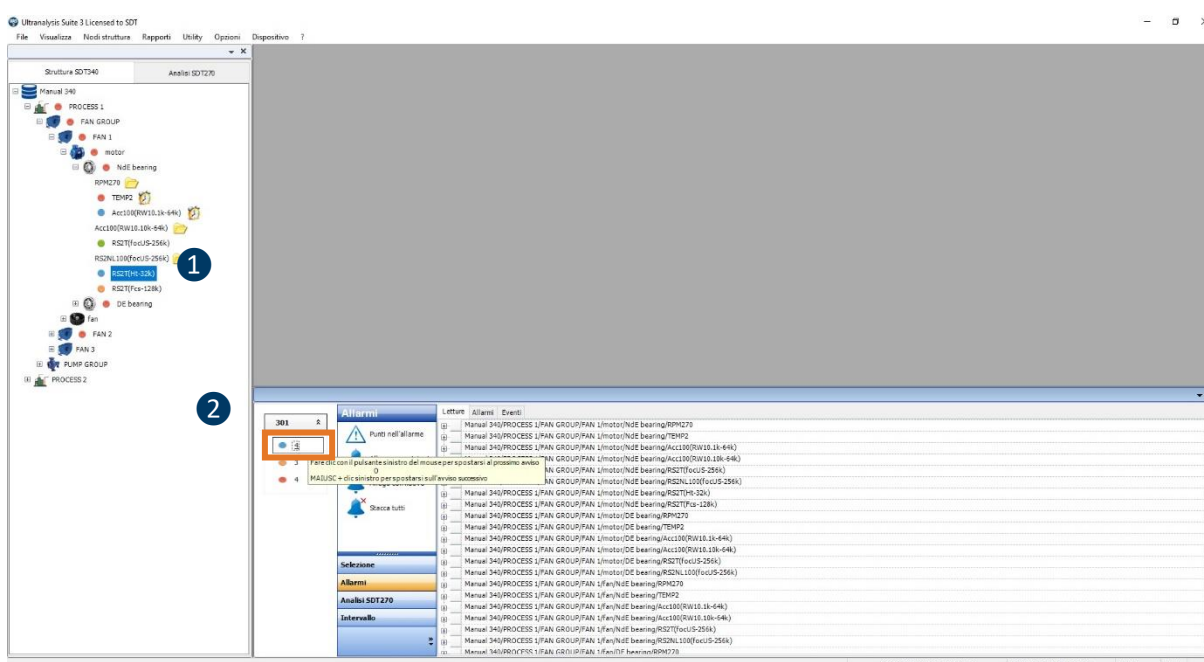 Ultranalysis Suite 3 Licensed to SDT
File Visualizza Nodi struttura Rapporti Utility Opzioni Dispositivo ?
Struttura SDT340 Analisi SDT270
Manual 340
PROCESS 1
FAN GROUP
FAN 1
motor
NdE bearing
RPM270
TEMP2
Acc100(RW10.1k-64k)
Acc100(RW10.10k-64k)
RS2T(focUS-256k)
RS2NL100(focUS-256k)
1
RS2T(Ht-32k)
RS2T(Fcs-128k)
DE bearing
fan
FAN 2
FAN 3
PUMP GROUP
PROCESS 2
2
301
4
3
4
Fare clic con il pulsante sinistro del mouse per spostarsi al prossimo avviso
0
MAIUSC + clic sinistro per spostarsi sull'avviso successivo
Allarmi
Punti nell'allarme
Stacca tutti
Selezione
Allarmi
Analisi SDT270
Intervallo
Letture Allarmi Eventi
Manual 340/PROCESS 1/FAN GROUP/FAN 1/motor/NdE bearing/RPM270
Manual 340/PROCESS 1/FAN GROUP/FAN 1/motor/NdE bearing/TEMP2
Manual 340/PROCESS 1/FAN GROUP/FAN 1/motor/NdE bearing/Acc100(RW10.1k-64k)
AN GROUP/FAN 1/motor/NdE bearing/Acc100(RW10.10k-64k)
AN GROUP/FAN 1/motor/NdE bearing/RS2T(focUS-256k)
AN GROUP/FAN 1/motor/NdE bearing/RS2NL100(focUS-256k)
Manual 340/PROCESS 1/FAN GROUP/FAN 1/motor/NdE bearing/RS2T(Ht-32k)
Manual 340/PROCESS 1/FAN GROUP/FAN 1/motor/NdE bearing/RS2T(Fcs-128k)
Manual 340/PROCESS 1/FAN GROUP/FAN 1/motor/DE bearing/RPM270
Manual 340/PROCESS 1/FAN GROUP/FAN 1/motor/DE bearing/TEMP2
Manual 340/PROCESS 1/FAN GROUP/FAN 1/motor/DE bearing/Acc100(RW10.1k-64k)
Manual 340/PROCESS 1/FAN GROUP/FAN 1/motor/DE bearing/Acc100(RW10.10k-64k)
Manual 340/PROCESS 1/FAN GROUP/FAN 1/motor/DE bearing/RS2T(focUS-256k)
Manual 340/PROCESS 1/FAN GROUP/FAN 1/motor/DE bearing/RS2NL100(focUS-256k)
Manual 340/PROCESS 1/FAN GROUP/FAN 1/fan/NdE bearing/RPM270
Manual 340/PROCESS 1/FAN GROUP/FAN 1/fan/NdE bearing/TEMP2
Manual 340/PROCESS 1/FAN GROUP/FAN 1/fan/NdE bearing/Acc100(RW10.1k-64k)
Manual 340/PROCESS 1/FAN GROUP/FAN 1/fan/NdE bearing/Acc100(RW10.10k-64k)
Manual 340/PROCESS 1/FAN GROUP/FAN 1/fan/NdE bearing/RS2T(focUS-256k)
Manual 340/PROCESS 1/FAN GROUP/FAN 1/fan/NdE bearing/RS2NL100(focUS-256k)
Manual 340/PROCESS 1/FAN GROUP/FAN 1/fan/DE bearing/RPM270